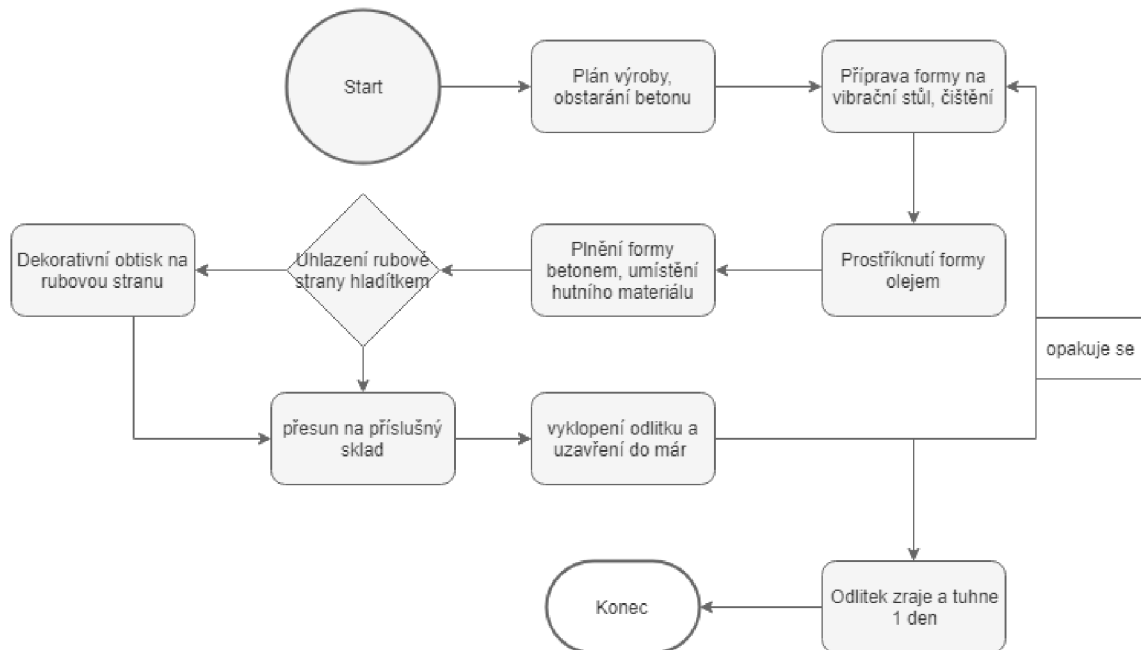 Start
Plán výroby,
obstarání betonu
Příprava formy na
vibrační stůl, čištění
Dekorativní obtisk na
rubovou stranu
Uhlazení rubové
strany hladítkem
Plnění formy
betonem, umístění
hutního materiálu
Prostříknutí formy
olejem
opakuje se
přesun na příslušný
sklad
vyklopení odlitku a
uzavření do már
Konec
Odlitek zraje a tuhne
1 den